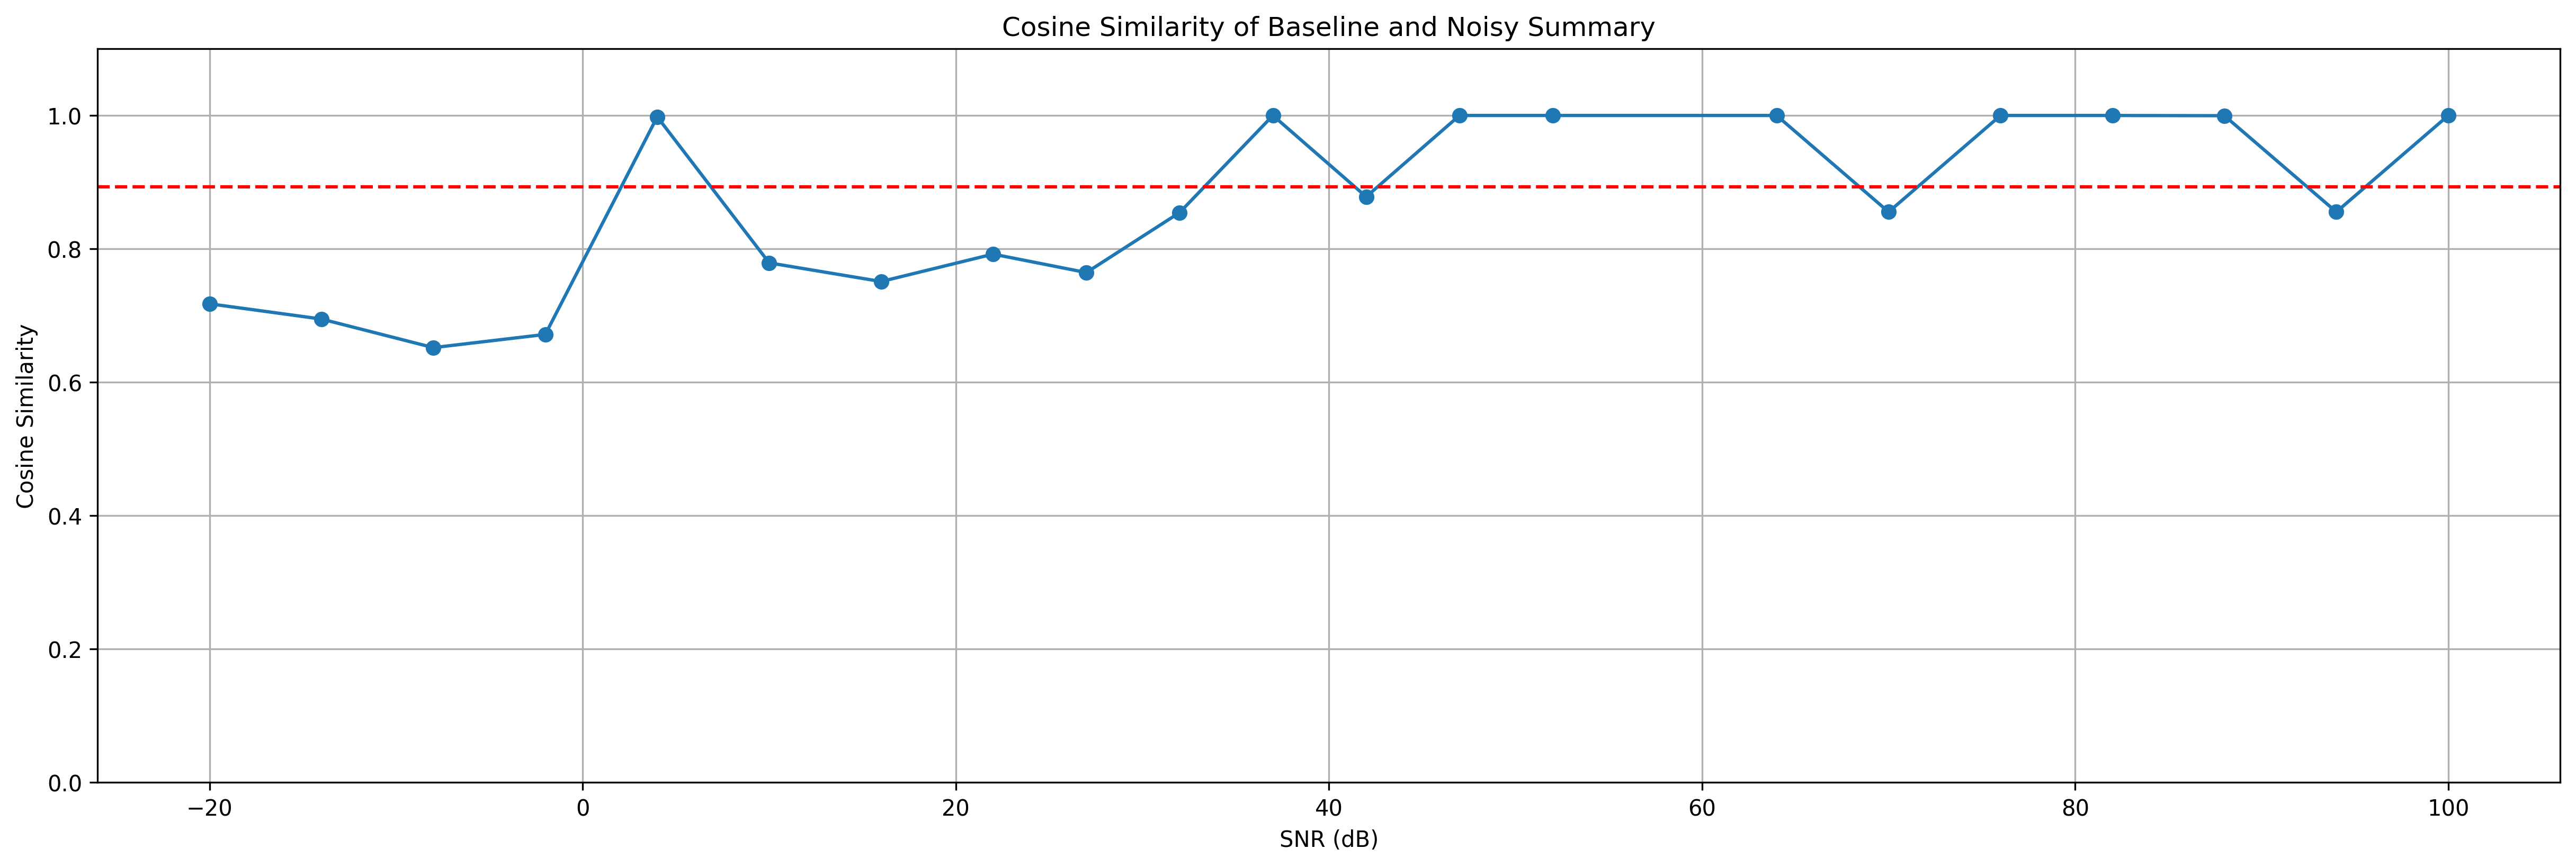 Cosine Similarity of Baseline and Noisy Summary
1.0
0.8
0.6
0.4
0.2
0.0
Cosine Similarity
−20 0 20 40 60 80 100
SNR (dB)